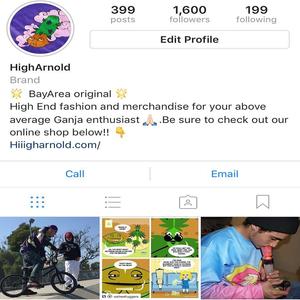 399 1,600 199
posts followers following
Edit Profile
HighArnold
Brand
🌟 BayArea original 🌟
High End fashion and merchandise for your above
average Ganja enthusiast 🙏🏼.Be sure to check out our
online shop below!! 👇
Hiiigharnold.com/
Call Email